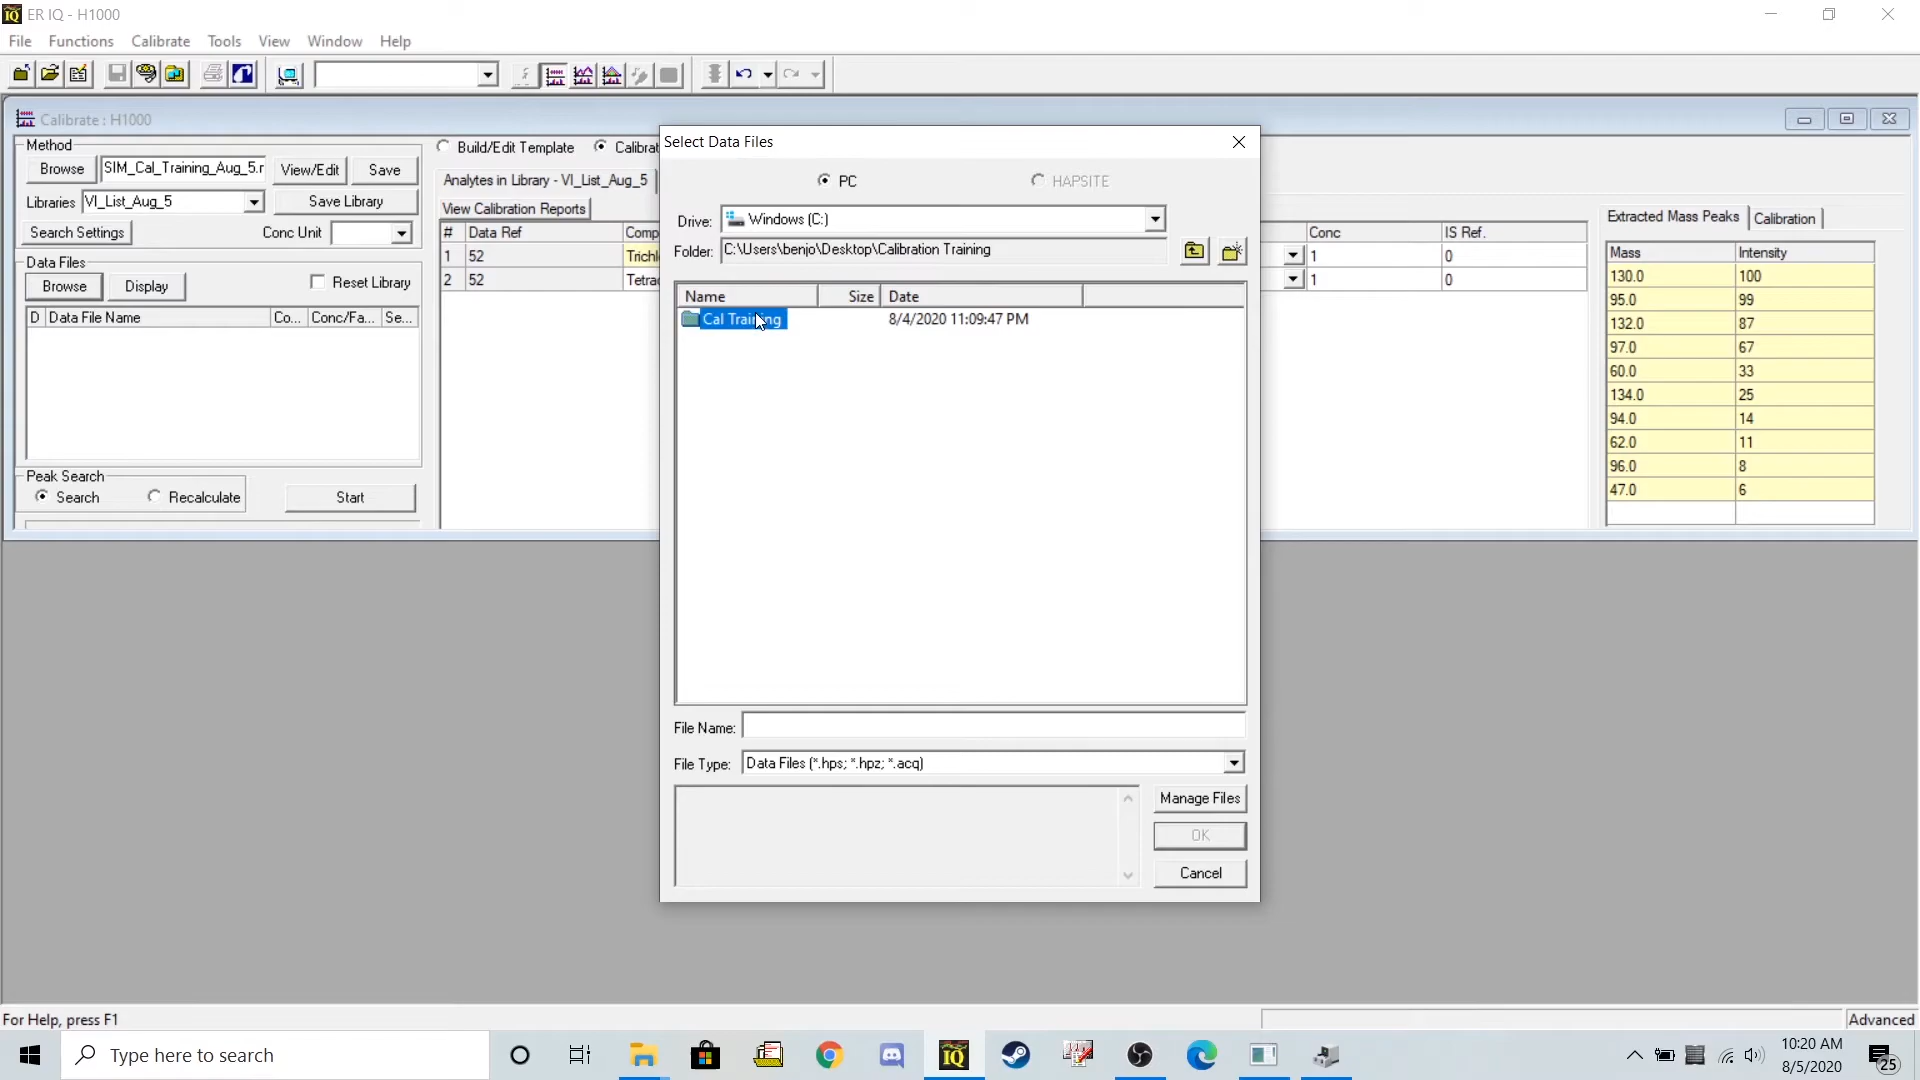 ER IQ - H1000
File Functions Calibrate Tools View Window Help
Calibrate : H1000
Method
Browse SIM_Cal_Training_Aug_5.r View/Edit Save
Libraries VI_List_Aug_5 Save Library
Search Settings Conc Unit
Data Files
Browse Display Reset Library
D Data File Name Co... Conc/Fa... Se...
Peak Search
Search Recalculate Start
Build/Edit Template Calibrat
Analytes in Library - VI_List_Aug_5
View Calibration Reports
# Data Ref Comp Conc IS Ref.
1 52 Trichl 1 0
2 52 Tetrac 1 0
Select Data Files
PC HAPSITE
Drive: Windows (C:)
Folder: C:\Users\benjo\Desktop\Calibration Training
Name Size Date
Cal Training 8/4/2020 11:09:47 PM
File Name:
File Type: Data Files (*.hps; *.hpz; *.acq)
Manage Files
OK
Cancel
Extracted Mass Peaks Calibration
Mass Intensity
130.0 100
95.0 99
132.0 87
97.0 67
60.0 33
134.0 25
94.0 14
62.0 11
96.0 8
47.0 6
For Help, press F1
Advanced
Type here to search
IQ
10:20 AM
8/5/2020
25